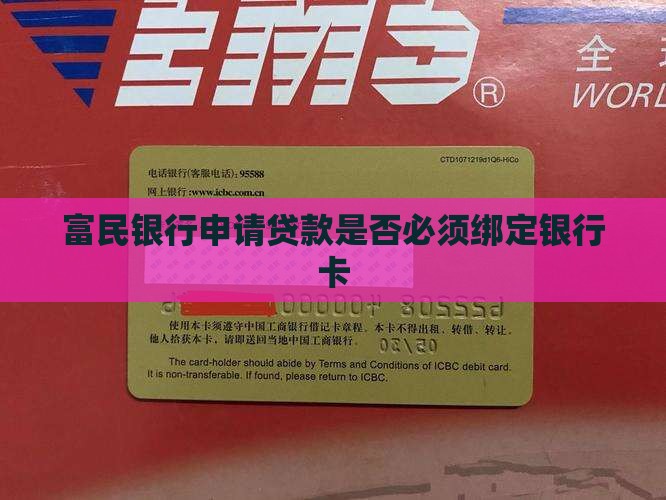 EMS®
全
WORL
CTD1071219d1Q6-HiCo
电话银行(客服电话):95588
网上银行:www.icbc.com.cn
富民银行申请贷款是否必须绑定银行
卡
使用本卡须遵守中国工商银行借记卡章程。本卡不得出租、转借、转让。
他人拾获本卡,请即送回当地中国工商银行。
The card-holder should abide by Terms and Conditions of ICBC debit card.
It is non-transferable. If found, please return to ICBC.